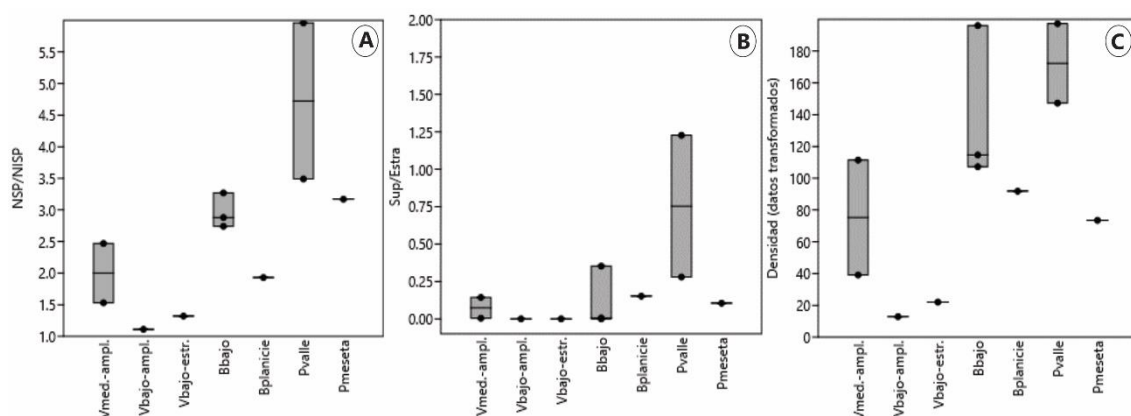 A
NSP/NISP
5.5
5.0
4.5
4.0
3.5
3.0
2.5
2.0
1.5
1.0
Vmed.-ampl.
Vbajo-ampl.
Vbajo-estr.
Bbajo
Bplanicie
Pvalle
Pmeseta
B
Sup/Estra
2.00
1.75
1.50
1.25
1.00
0.75
0.50
0.25
0.00
Vmed.-ampl.
Vbajo-ampl.
Vbajo-estr.
Bbajo
Bplanicie
Pvalle
Pmeseta
C
Densidad (datos transformados)
180
160
140
120
100
80
60
40
20
0
Vmed.-ampl.
Vbajo-ampl.
Vbajo-estr.
Bbajo
Bplanicie
Pvalle
Pmeseta